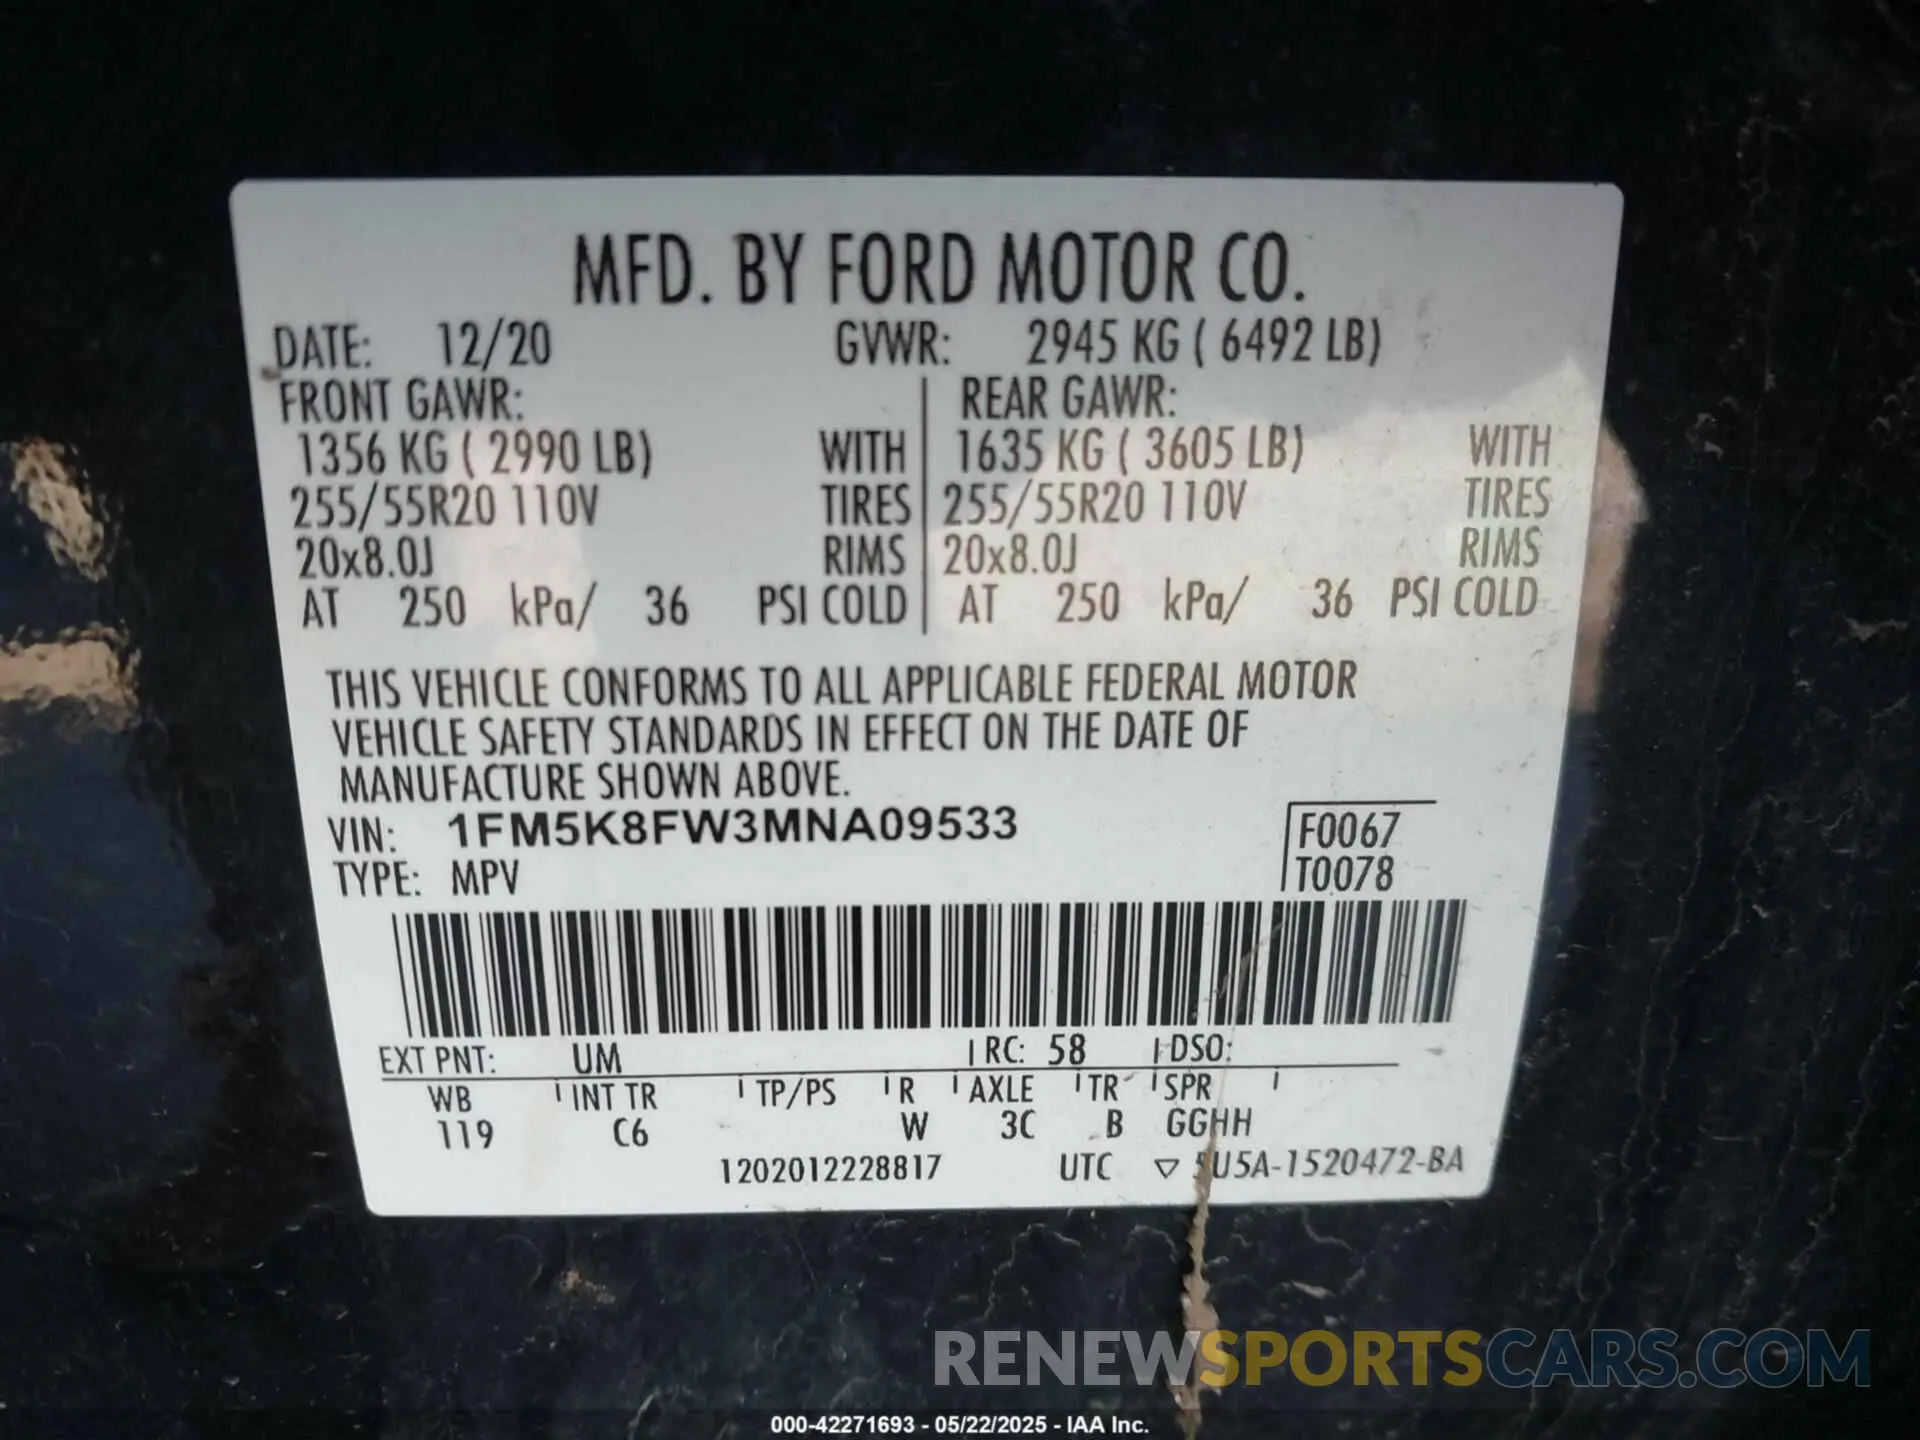 MFD. BY FORD MOTOR CO.
DATE: 12/20 GVWR: 2945 KG ( 6492 LB)
FRONT GAWR: REAR GAWR:
1356 KG ( 2990 LB) WITH 1635 KG ( 3605 LB) WITH
255/55R20 110V TIRES 255/55R20 110V TIRES
20x8.0J RIMS 20x8.0J RIMS
AT 250 kPa/ 36 PSI COLD AT 250 kPa/ 36 PSI COLD
THIS VEHICLE CONFORMS TO ALL APPLICABLE FEDERAL MOTOR
VEHICLE SAFETY STANDARDS IN EFFECT ON THE DATE OF
MANUFACTURE SHOWN ABOVE.
VIN: 1FM5K8FW3MNA09533 F0067
TYPE: MPV T0078
EXT PNT: UM RC: 58 DSO:
WB INT TR TP/PS R AXLE TR SPR
119 C6 W 3C B GGHH
1202012228817 UTC ▽ 5U5A-1520472-BA
RENEWSPORTSCARS.COM
000-42271693 - 05/22/2025 - IAA Inc.